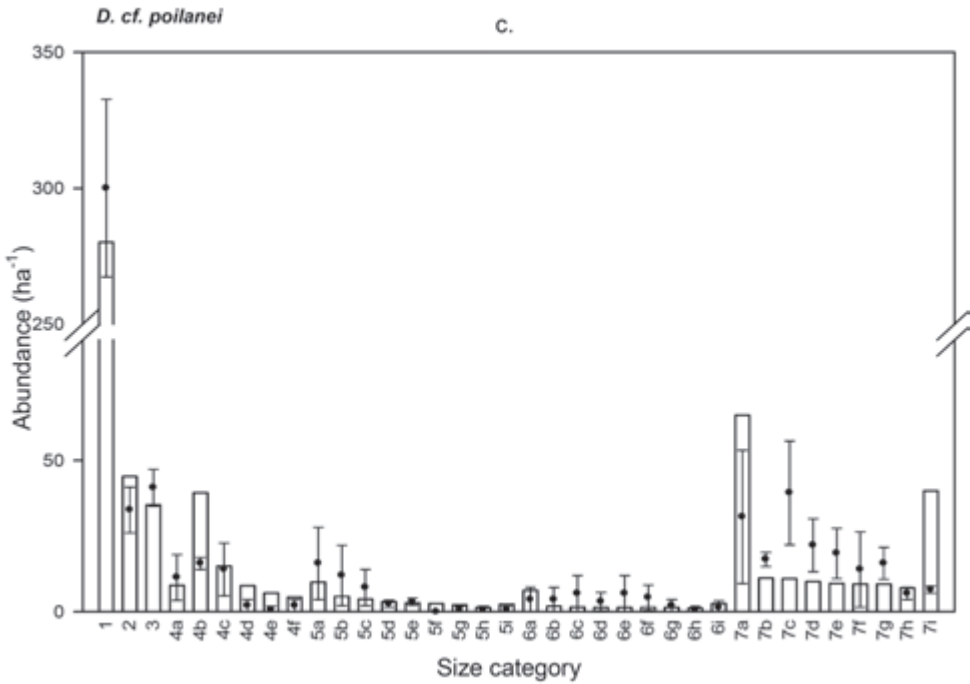 D. cf. poilanei
c.
Abundance (ha-1)
350
300
250
50
0
1 2 3 4a 4b 4c 4d 4e 4f 5a 5b 5c 5d 5e 5f 5g 5h 5i 6a 6b 6c 6d 6e 6f 6g 6h 6i 7a 7b 7c 7d 7e 7f 7g 7h 7i
Size category